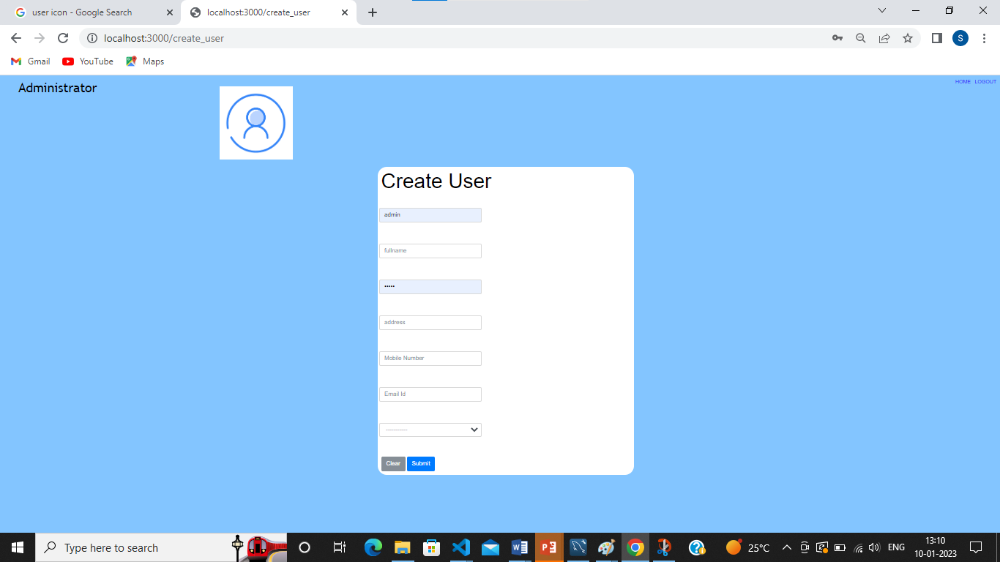 user icon - Google Search
localhost:3000/create_user
localhost:3000/create_user
S
Gmail
YouTube
Maps
Administrator
HOME LOGOUT
Create User
admin
fullname
•••••
address
Mobile Number
Email Id
----------
Clear Submit
Type here to search
25°C
ENG
13:10
10-01-2023